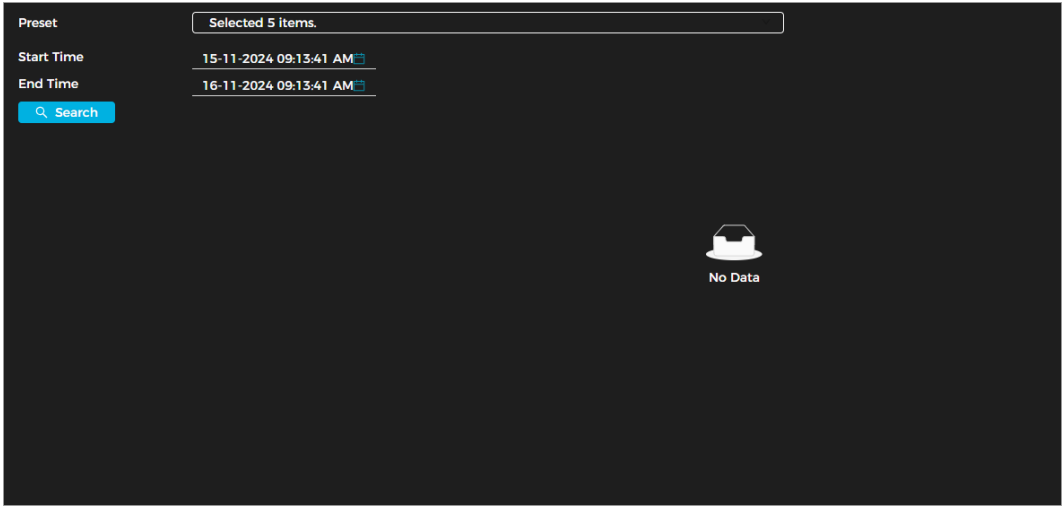 Preset Selected 5 items.
Start Time 15-11-2024 09:13:41 AM
End Time 16-11-2024 09:13:41 AM
Search
No Data